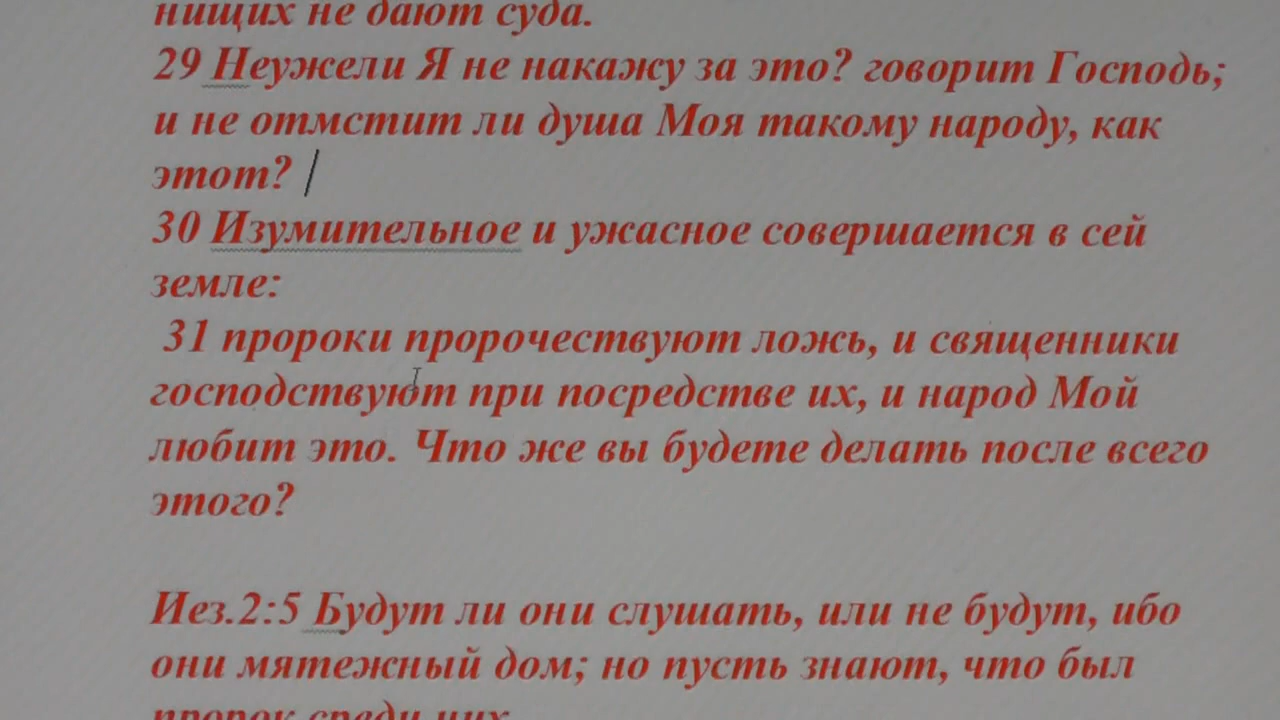 нищих не дают суда.
29 Неужели Я не накажу за это? говорит Господь;
и не отмстит ли душа Моя такому народу, как
этот?
30 Изумительное и ужасное совершается в сей
земле:
31 пророки пророчествуют ложь, и священники
господствуют при посредстве их, и народ Мой
любит это. Что же вы будете делать после всего
этого?
Иез.2:5 Будут ли они слушать, или не будут, ибо
они мятежный дом; но пусть знают, что был
пророк среди них